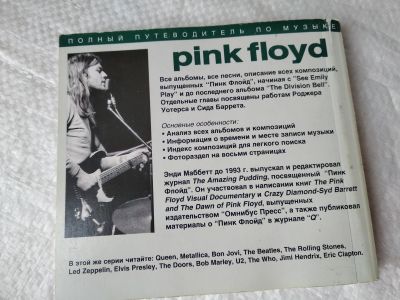 ПОЛНЫЙ ПУТЕВОДИТЕЛЬ ПО МУЗЫКЕ
pink floyd
Все альбомы, все песни, описание всех композиций,
выпущенных "Пинк Флойд", начиная с "See Emily
Play" и до последнего альбома "The Division Bell".
Отдельные главы посвящены работам Роджера
Уотерса и Сида Баррета.
Основные особенности:
• Анализ всех альбомов и композиций
• Информация о времени и месте записи музыки
• Индекс композиций для легкого поиска
• Фотораздел на восьми страницах
Энди Маббетт до 1993 г. выпускал и редактировал
журнал The Amazing Pudding, посвященный "Пинк
Флойд". Он участвовал в написании книг The Pink
Floyd Visual Documentary и Crazy Diamond-Syd Barrett
and The Dawn of Pink Floyd, выпущенных
издательством "Омнибус Пресс", а также публиковал
материалы о "Пинк Флойд" в журнале "Q".
В этой же серии читайте: Queen, Metallica, Bon Jovi, The Beatles, The Rolling Stones,
Led Zeppelin, Elvis Presley, The Doors, Bob Marley, U2, The Who, Jimi Hendrix, Eric Clapton.